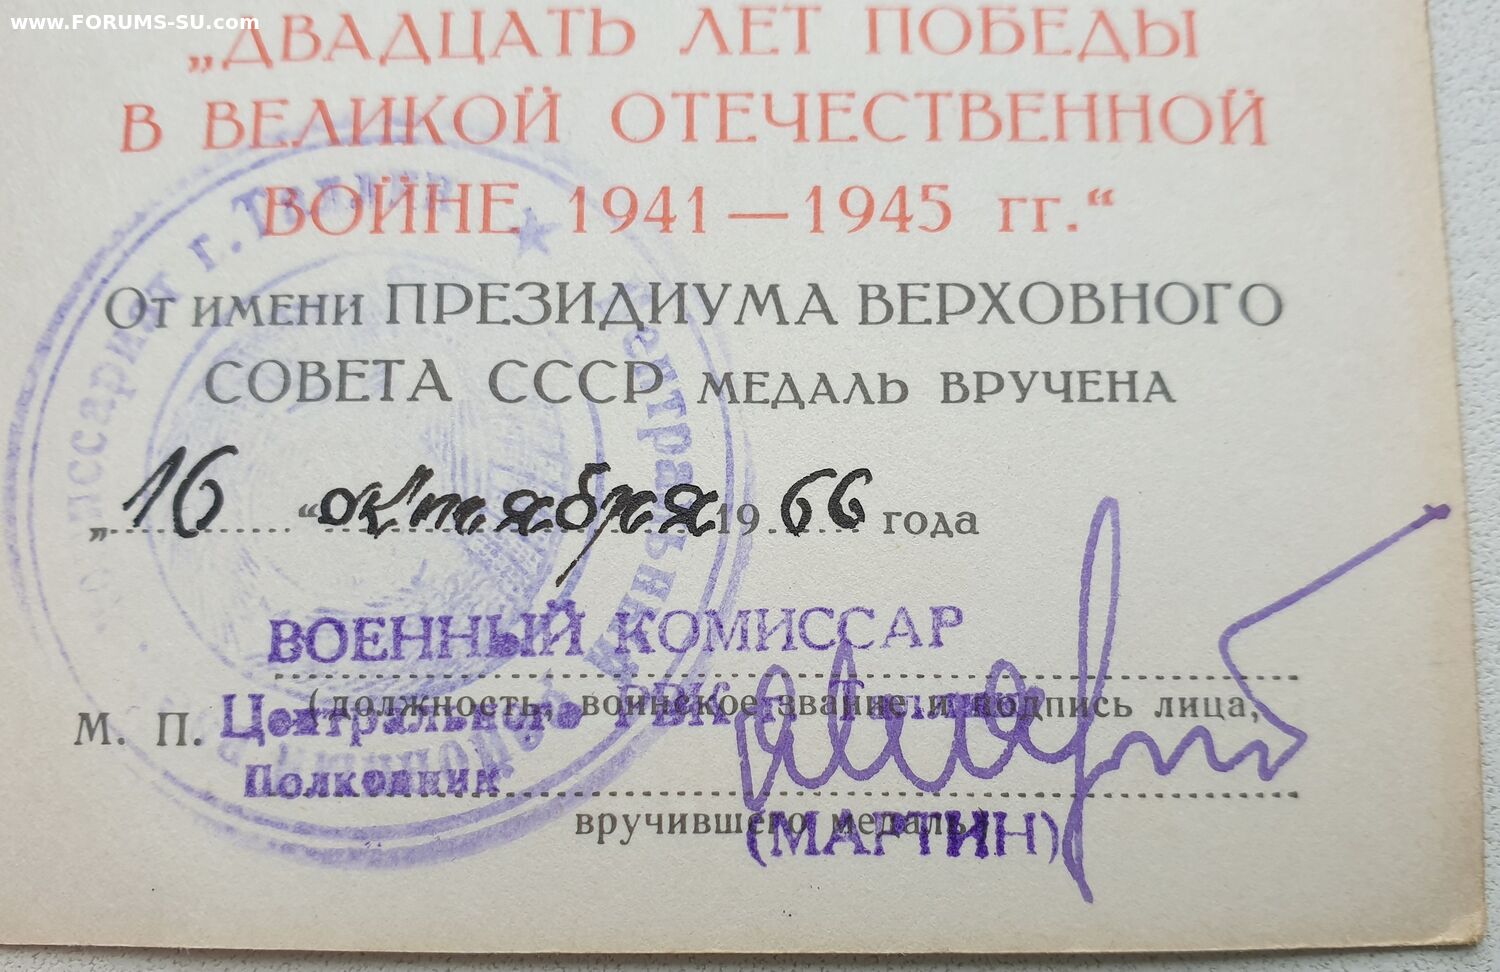 www.FORUMS-SU.com
„ДВАДЦАТЬ ЛЕТ ПОБЕДЫ
В ВЕЛИКОЙ ОТЕЧЕСТВЕННОЙ
ВОЙНЕ 1941—1945 гг.“
От имени ПРЕЗИДИУМА ВЕРХОВНОГО
СОВЕТА СССР МЕДАЛЬ ВРУЧЕНА
„16“ октября 1966 года
ВОЕННЫЙ КОМИССАР
(должность, воинское звание и подпись лица,
М. П. Центрального РВК г. Таллина
Полковник
вручившего медаль)
(МАРТИН)